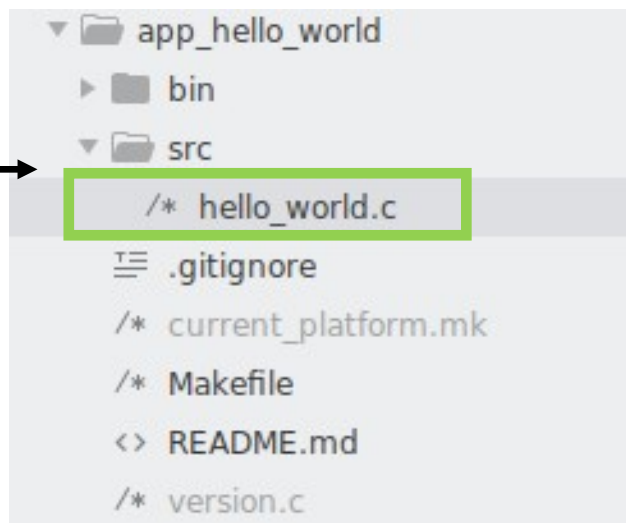 app_hello_world
bin
src
/* hello_world.c
.gitignore
/* current_platform.mk
/* Makefile
<> README.md
/* version.c